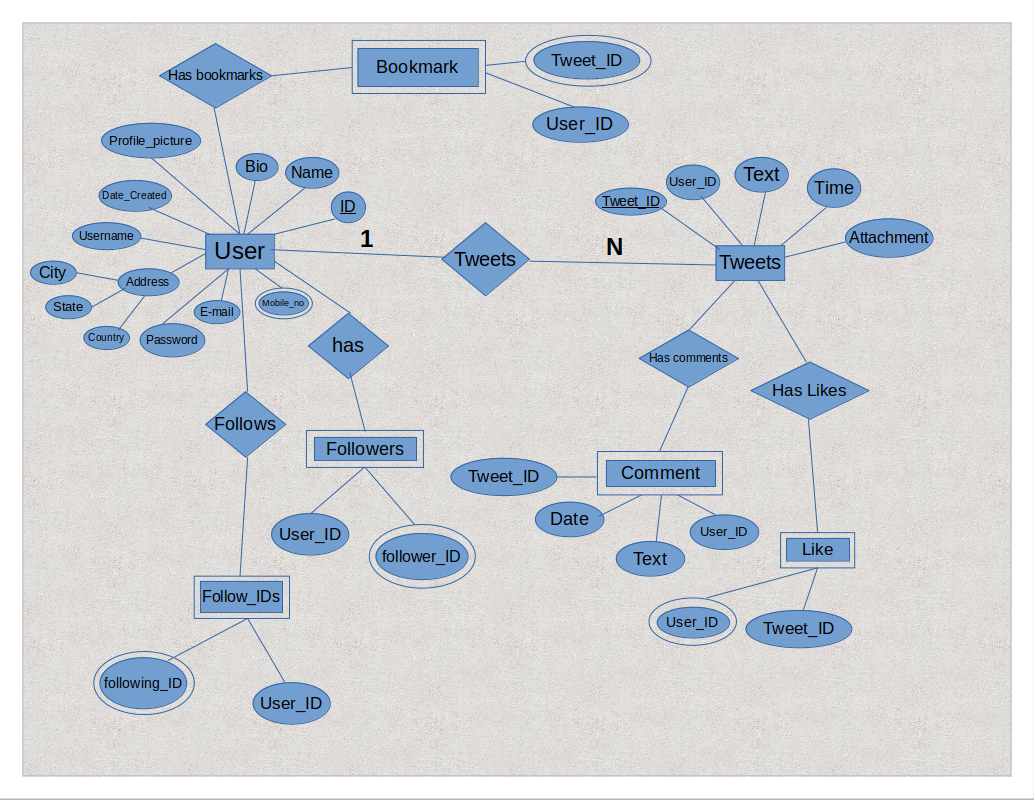 Has bookmarks
Bookmark
Tweet_ID
User_ID
Profile_picture
Bio
Name
Date_Created
ID
Username
User
1
City
Address
State
E-mail
Mobile_no
Country
Password
Tweets
N
Tweet_ID
User_ID
Text
Time
Attachment
Tweets
has
Has comments
Has Likes
Follows
Followers
User_ID
follower_ID
Follow_IDs
following_ID
User_ID
Tweet_ID
Comment
Date
Text
User_ID
Like
User_ID
Tweet_ID